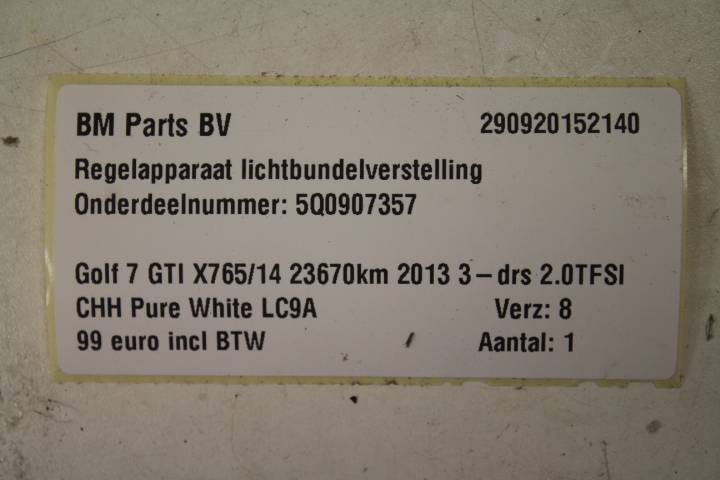 BM Parts BV 290920152140
Regelapparaat lichtbundelverstelling
Onderdeelnummer: 5Q0907357
Golf 7 GTI X765/14 23670km 2013 3-drs 2.0TFSI
CHH Pure White LC9A Verz: 8
99 euro incl BTW Aantal: 1